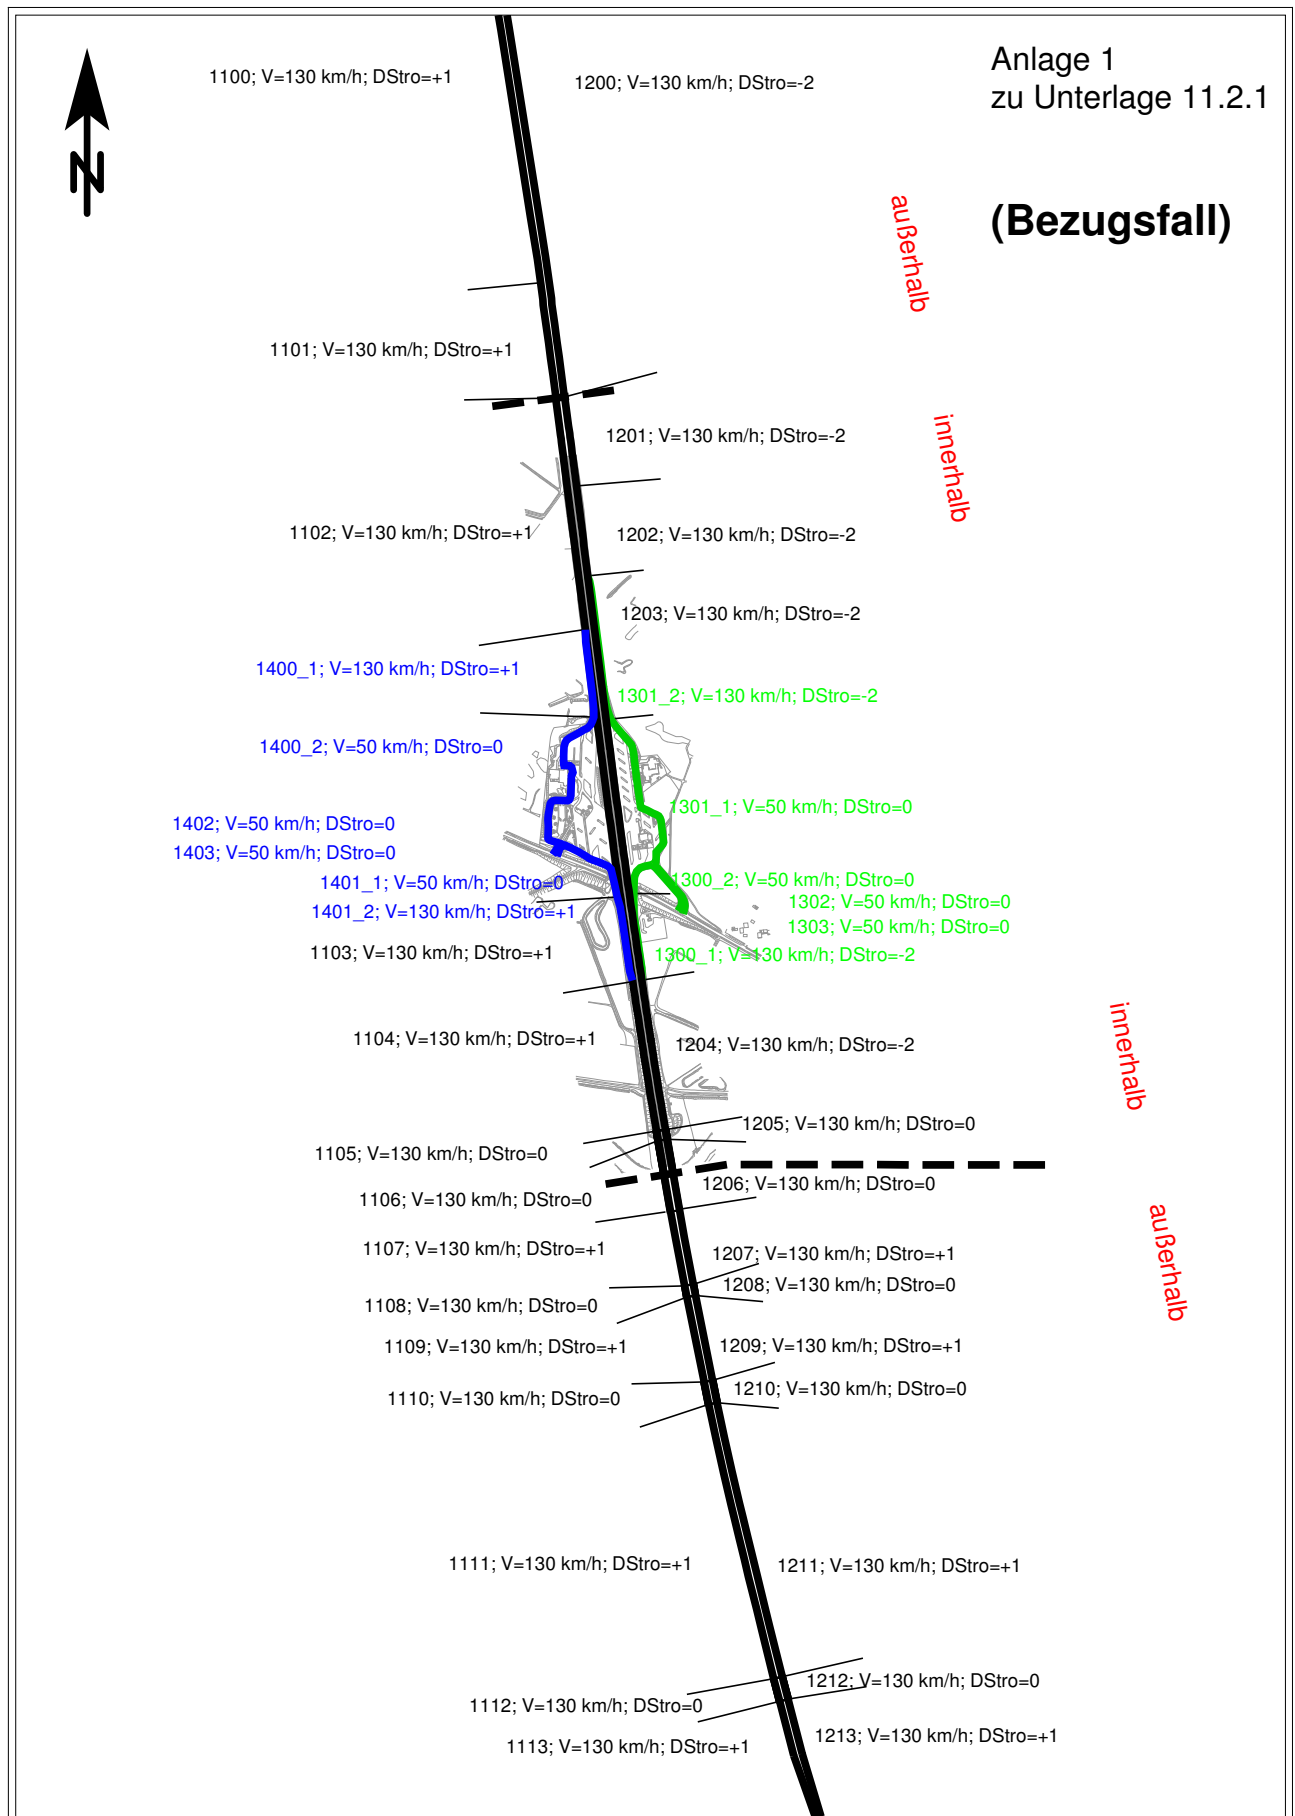 Anlage 1
zu Unterlage 11.2.1
(Bezugsfall)
N
1100; V=130 km/h; DStro=+1
1200; V=130 km/h; DStro=-2
außerhalb
1101; V=130 km/h; DStro=+1
innerhalb
1201; V=130 km/h; DStro=-2
1102; V=130 km/h; DStro=+1
1202; V=130 km/h; DStro=-2
1203; V=130 km/h; DStro=-2
1400_1; V=130 km/h; DStro=+1
1301_2; V=130 km/h; DStro=-2
1400_2; V=50 km/h; DStro=0
1301_1; V=50 km/h; DStro=0
1402; V=50 km/h; DStro=0
1403; V=50 km/h; DStro=0
1401_1; V=50 km/h; DStro=0
1300_2; V=50 km/h; DStro=0
1302; V=50 km/h; DStro=0
1401_2; V=130 km/h; DStro=+1
1303; V=50 km/h; DStro=0
1103; V=130 km/h; DStro=+1
1300_1; V=130 km/h; DStro=-2
1104; V=130 km/h; DStro=+1
1204; V=130 km/h; DStro=-2
innerhalb
1205; V=130 km/h; DStro=0
1105; V=130 km/h; DStro=0
1206; V=130 km/h; DStro=0
1106; V=130 km/h; DStro=0
außerhalb
1107; V=130 km/h; DStro=+1
1207; V=130 km/h; DStro=+1
1208; V=130 km/h; DStro=0
1108; V=130 km/h; DStro=0
1109; V=130 km/h; DStro=+1
1209; V=130 km/h; DStro=+1
1210; V=130 km/h; DStro=0
1110; V=130 km/h; DStro=0
1111; V=130 km/h; DStro=+1
1211; V=130 km/h; DStro=+1
1212; V=130 km/h; DStro=0
1112; V=130 km/h; DStro=0
1213; V=130 km/h; DStro=+1
1113; V=130 km/h; DStro=+1